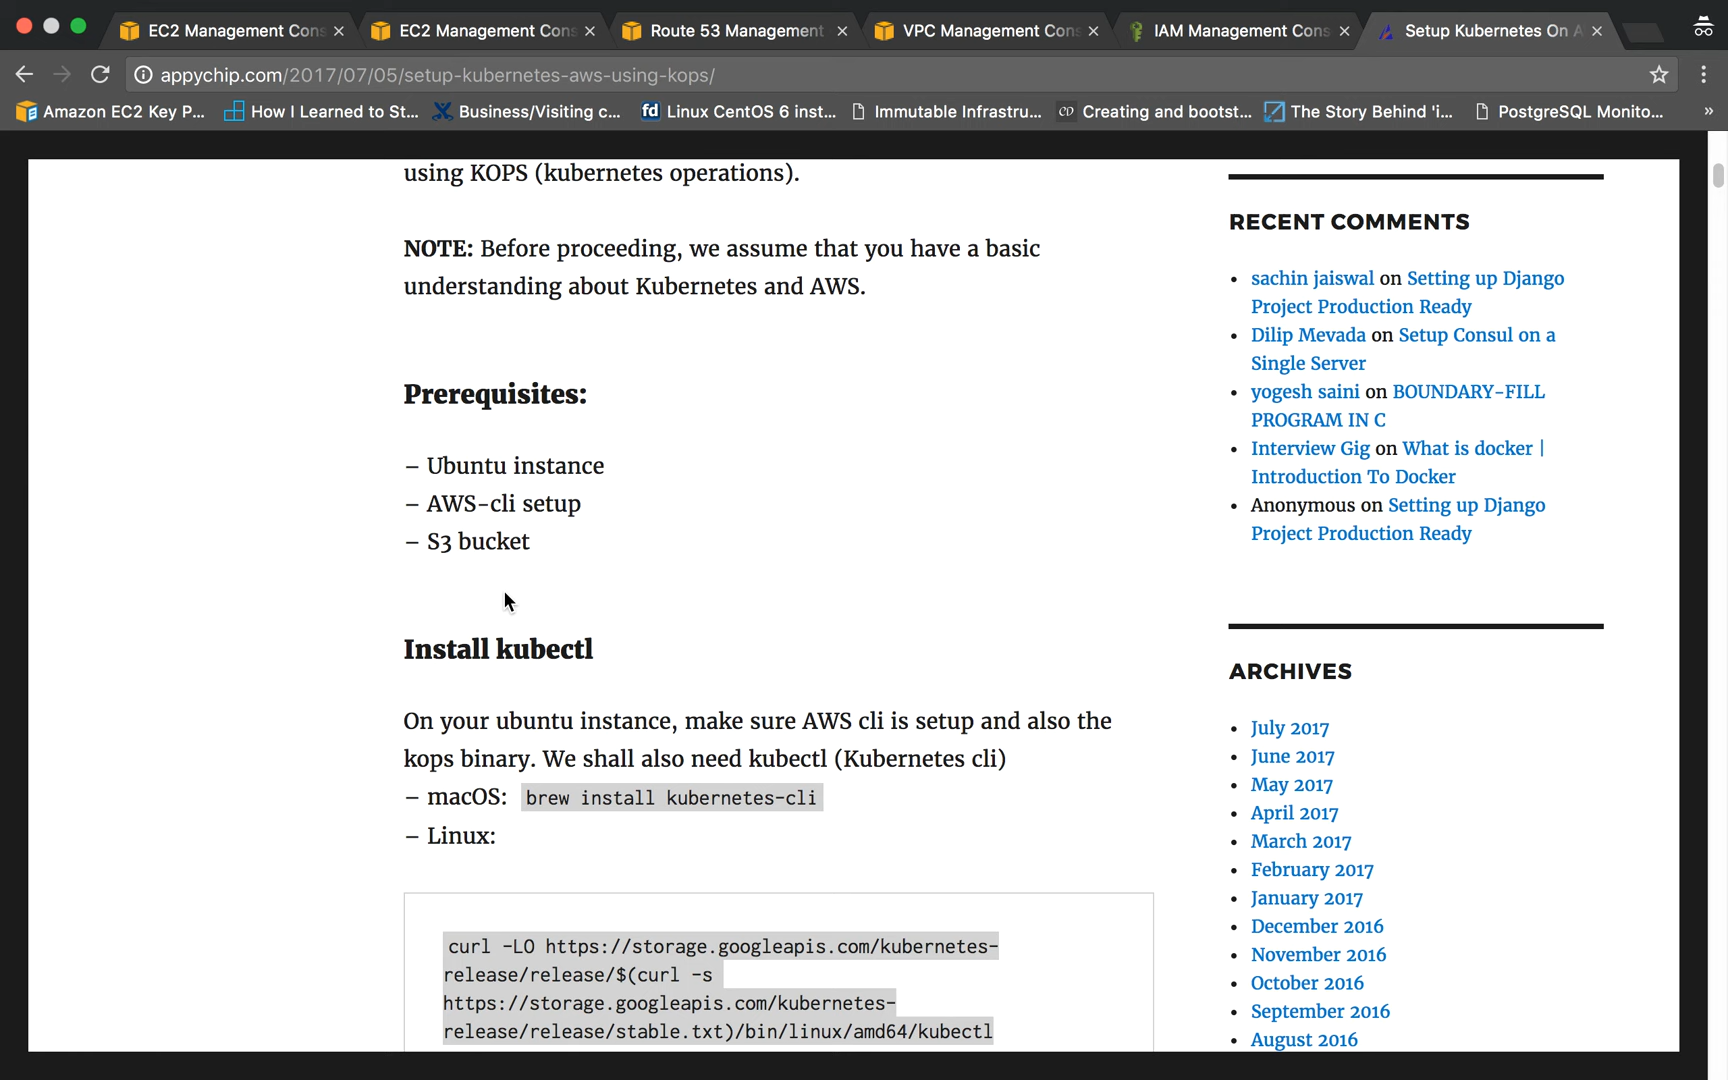 EC2 Management Cons
EC2 Management Cons
Route 53 Management
VPC Management Cons
IAM Management Cons
Setup Kubernetes On A
appychip.com/2017/07/05/setup-kubernetes-aws-using-kops/
Amazon EC2 Key P...
How I Learned to St...
Business/Visiting c...
fd Linux CentOS 6 inst...
Immutable Infrastru...
CD Creating and bootst...
The Story Behind 'i...
PostgreSQL Monito...
»
using KOPS (kubernetes operations).
NOTE: Before proceeding, we assume that you have a basic
understanding about Kubernetes and AWS.
Prerequisites:
– Ubuntu instance
– AWS-cli setup
– S3 bucket
Install kubectl
On your ubuntu instance, make sure AWS cli is setup and also the
kops binary. We shall also need kubectl (Kubernetes cli)
– macOS: brew install kubernetes-cli
– Linux:
curl -LO https://storage.googleapis.com/kubernetes-
release/release/$(curl -s
https://storage.googleapis.com/kubernetes-
release/release/stable.txt)/bin/linux/amd64/kubectl
RECENT COMMENTS
• sachin jaiswal on Setting up Django
Project Production Ready
• Dilip Mevada on Setup Consul on a
Single Server
• yogesh saini on BOUNDARY-FILL
PROGRAM IN C
• Interview Gig on What is docker |
Introduction To Docker
• Anonymous on Setting up Django
Project Production Ready
ARCHIVES
• July 2017
• June 2017
• May 2017
• April 2017
• March 2017
• February 2017
• January 2017
• December 2016
• November 2016
• October 2016
• September 2016
• August 2016